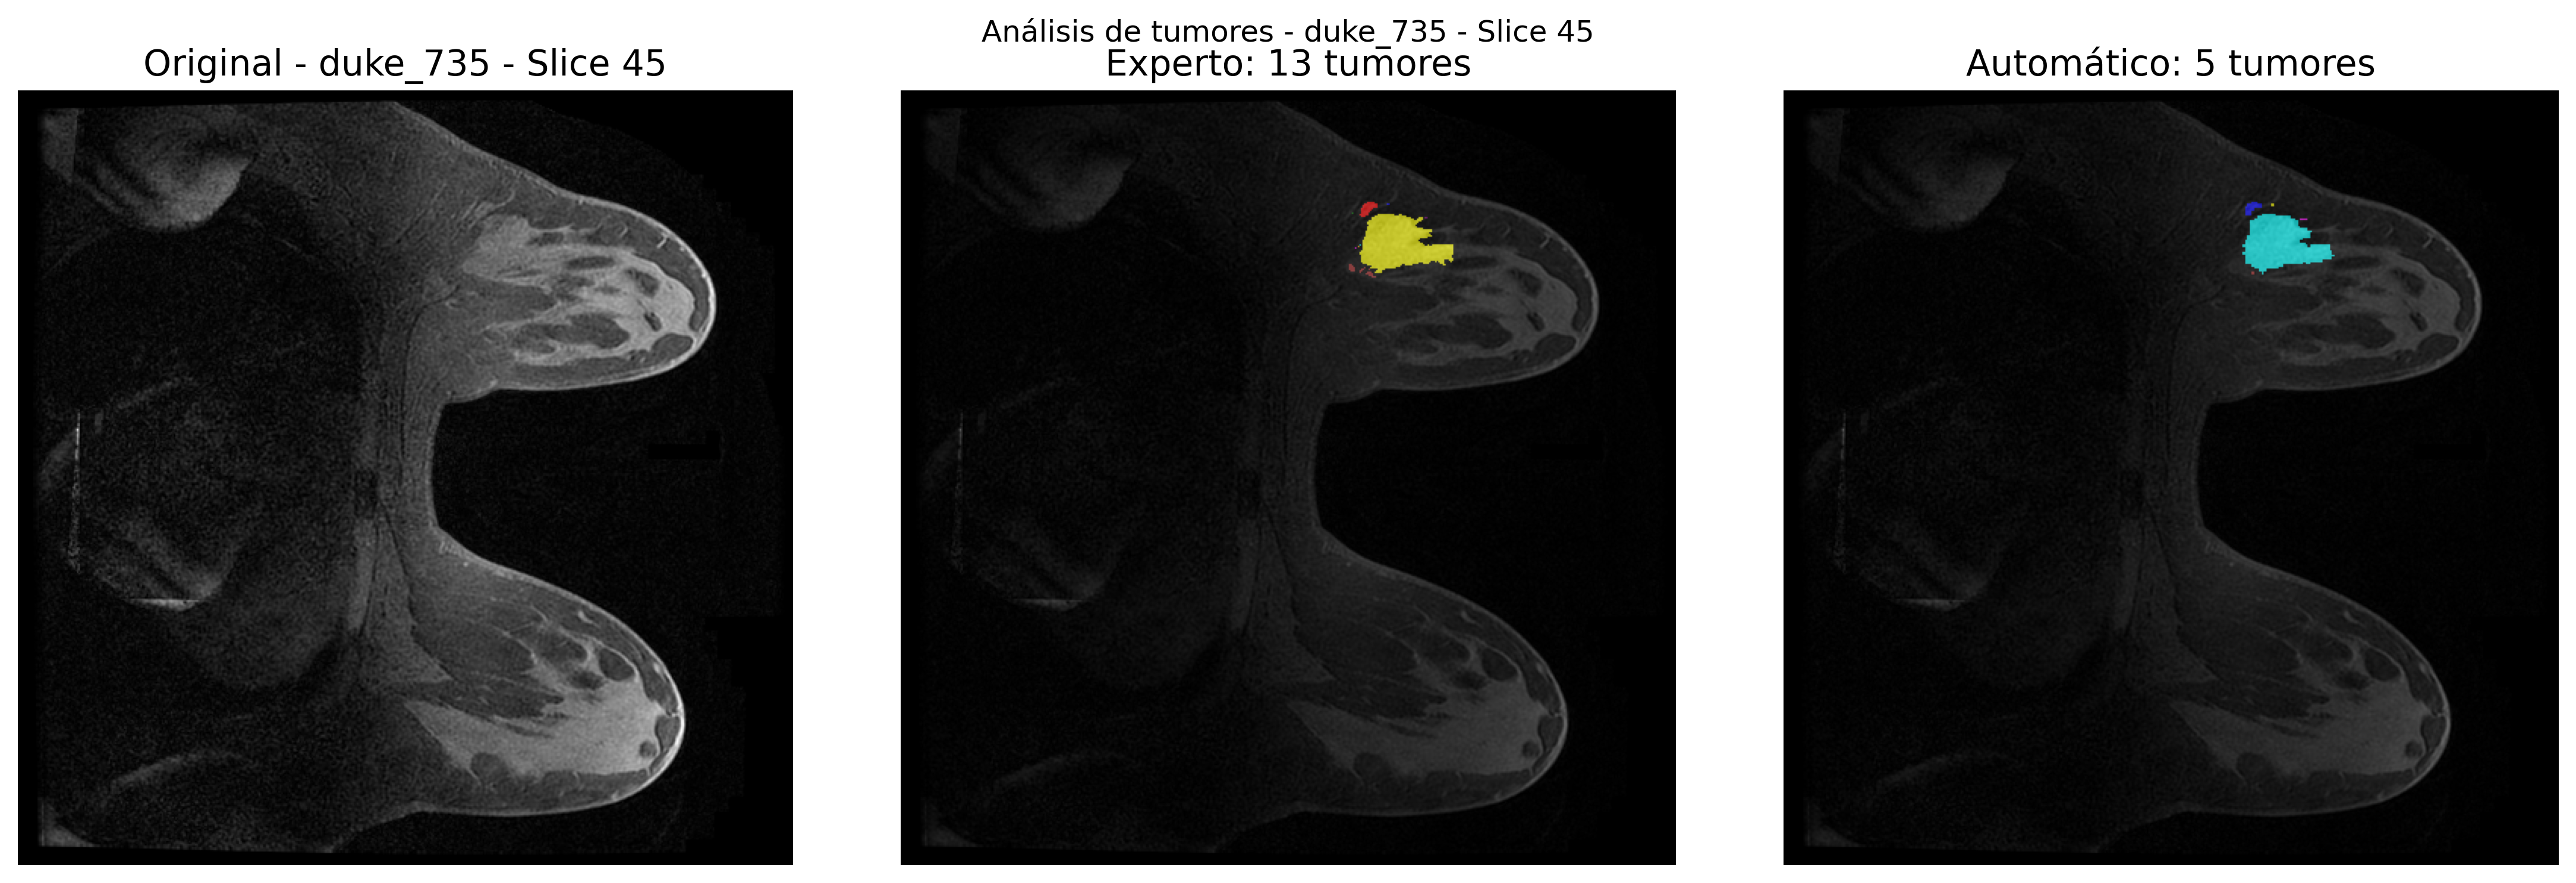 Análisis de tumores - duke_735 - Slice 45
Original - duke_735 - Slice 45
Experto: 13 tumores
Automático: 5 tumores